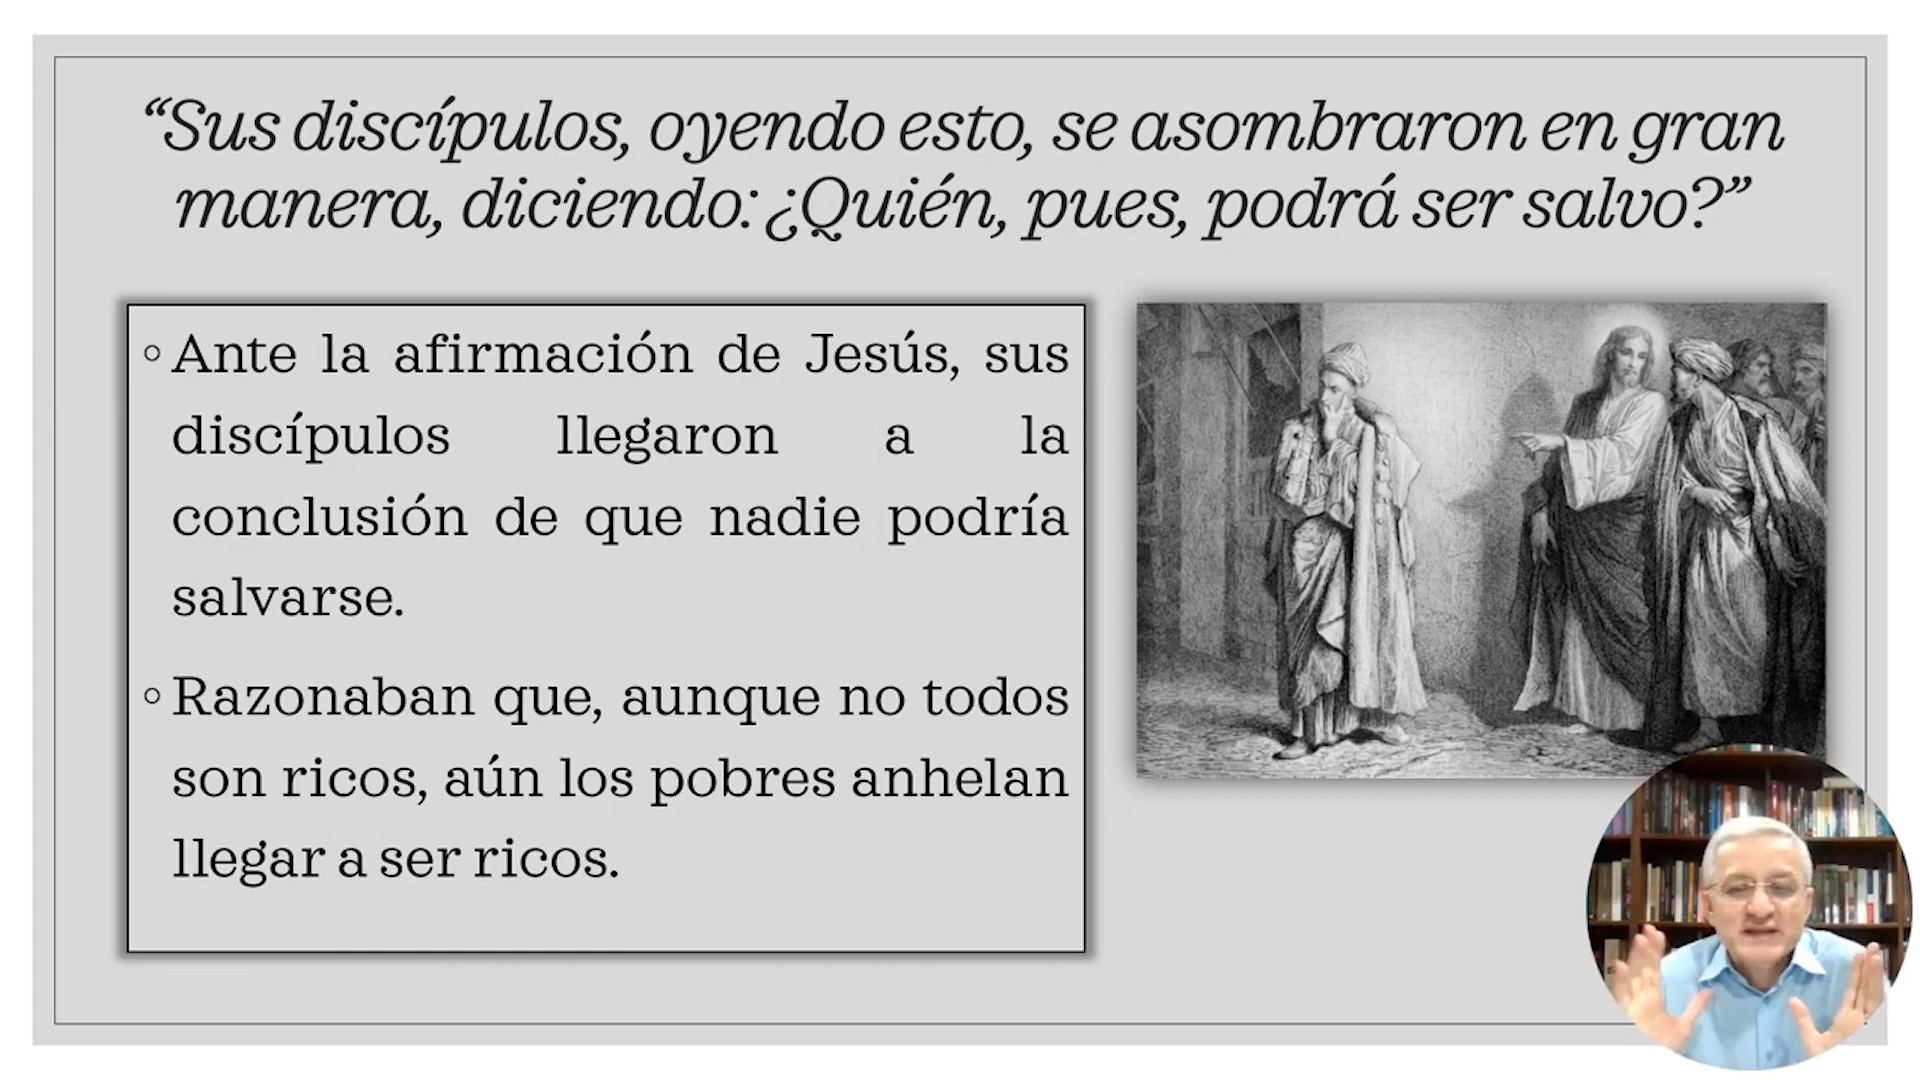 “Sus discípulos, oyendo esto, se asombraron en gran
manera, diciendo: ¿Quién, pues, podrá ser salvo?”
◦ Ante la afirmación de Jesús, sus
discípulos llegaron a la
conclusión de que nadie podría
salvarse.
◦ Razonaban que, aunque no todos
son ricos, aún los pobres anhelan
llegar a ser ricos.